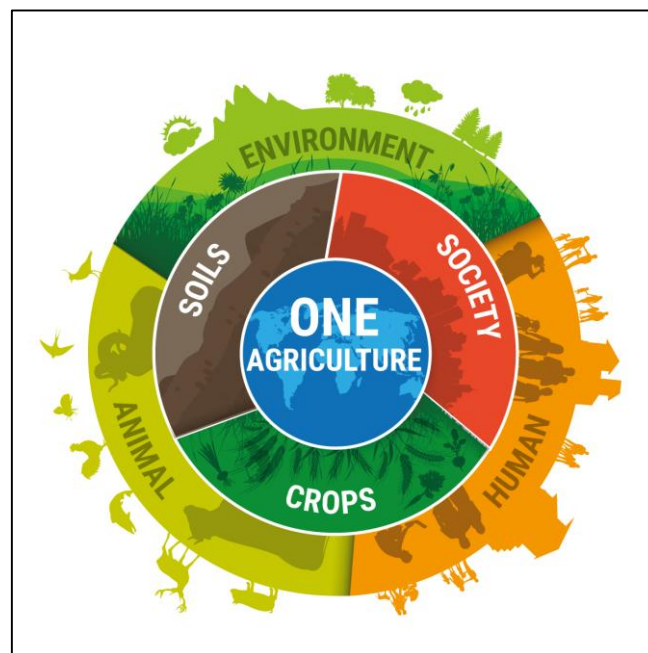 ENVIRONMENT
SOILS
SOCIETY
ONE
AGRICULTURE
ANIMAL
CROPS
HUMAN